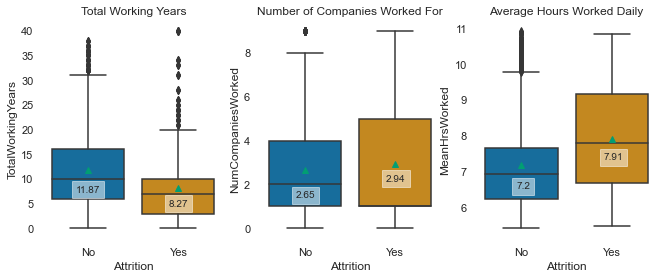 Total Working Years
TotalWorkingYears
40
35
30
25
20
15
10
5
0
11.87
8.27
No
Yes
Attrition
Number of Companies Worked For
NumCompaniesWorked
8
6
4
2
0
2.65
2.94
No
Yes
Attrition
Average Hours Worked Daily
MeanHrsWorked
11
10
9
8
7
6
7.2
7.91
No
Yes
Attrition